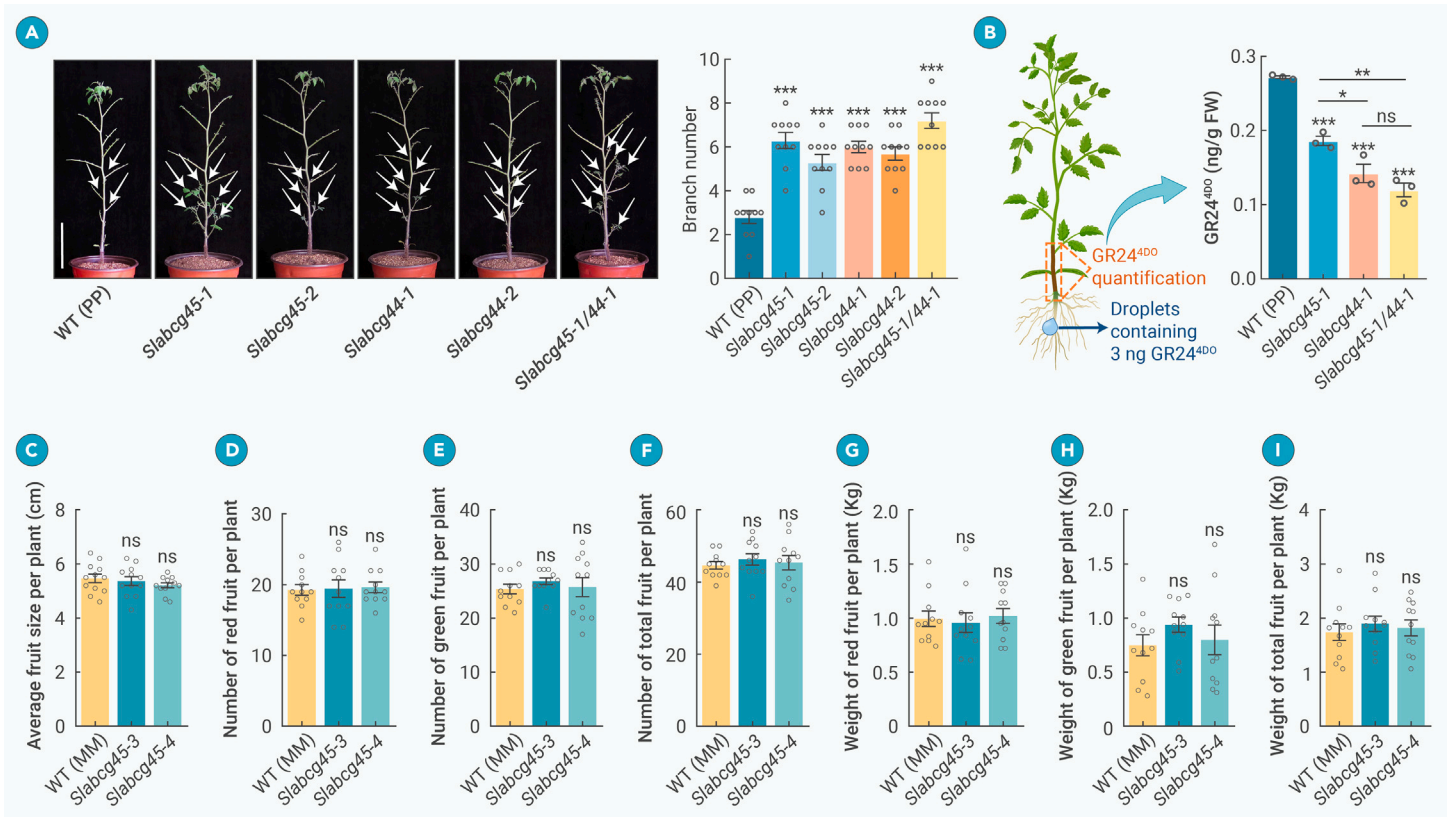 A
WT (PP)
Slabcg45-1
Slabcg45-2
Slabcg44-1
Slabcg44-2
Slabcg45-1/44-1
Branch number
10
8
6
4
2
0
***
***
***
***
***
WT (PP)
Slabcg45-1
Slabcg45-2
Slabcg44-1
Slabcg44-2
Slabcg45-1/44-1
B
GR24⁴ᴰᴼ
quantification
Droplets
containing
3 ng GR24⁴ᴰᴼ
GR24⁴ᴰᴼ (ng/g FW)
0.3
0.2
0.1
0.0
**
*
ns
***
***
***
WT (PP)
Slabcg45-1
Slabcg44-1
Slabcg45-1/44-1
C
Average fruit size per plant (cm)
8
6
4
2
0
ns
ns
WT (MM)
Slabcg45-3
Slabcg45-4
D
Number of red fruit per plant
30
20
10
0
ns
ns
WT (MM)
Slabcg45-3
Slabcg45-4
E
Number of green fruit per plant
40
30
20
10
0
ns
ns
WT (MM)
Slabcg45-3
Slabcg45-4
F
Number of total fruit per plant
60
40
20
0
ns
ns
WT (MM)
Slabcg45-3
Slabcg45-4
G
Weight of red fruit per plant (Kg)
2.0
1.5
1.0
0.5
0
ns
ns
WT (MM)
Slabcg45-3
Slabcg45-4
H
Weight of green fruit per plant (Kg)
2.0
1.5
1.0
0.5
0
ns
ns
WT (MM)
Slabcg45-3
Slabcg45-4
I
Weight of total fruit per plant (Kg)
4
3
2
1
0
ns
ns
WT (MM)
Slabcg45-3
Slabcg45-4